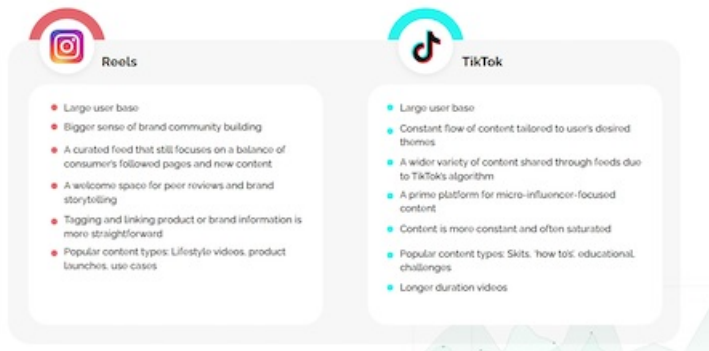 Reels
Large user base
Bigger sense of brand community building
A curated feed that still focuses on a balance of
consumer's followed pages and new content
A welcome space for peer reviews and brand
storytelling
Tagging and linking product or brand information is
more straightforward
Popular content types: Lifestyle videos, product
launches, use cases
TikTok
Large user base
Constant flow of content tailored to user's desired
themes
A wider variety of content shared through feeds due
to TikTok's algorithm
A prime platform for micro-influencer-focused
content
Content is more constant and often saturated
Popular content types: Skits, 'how to's', educational,
challenges
Longer duration videos